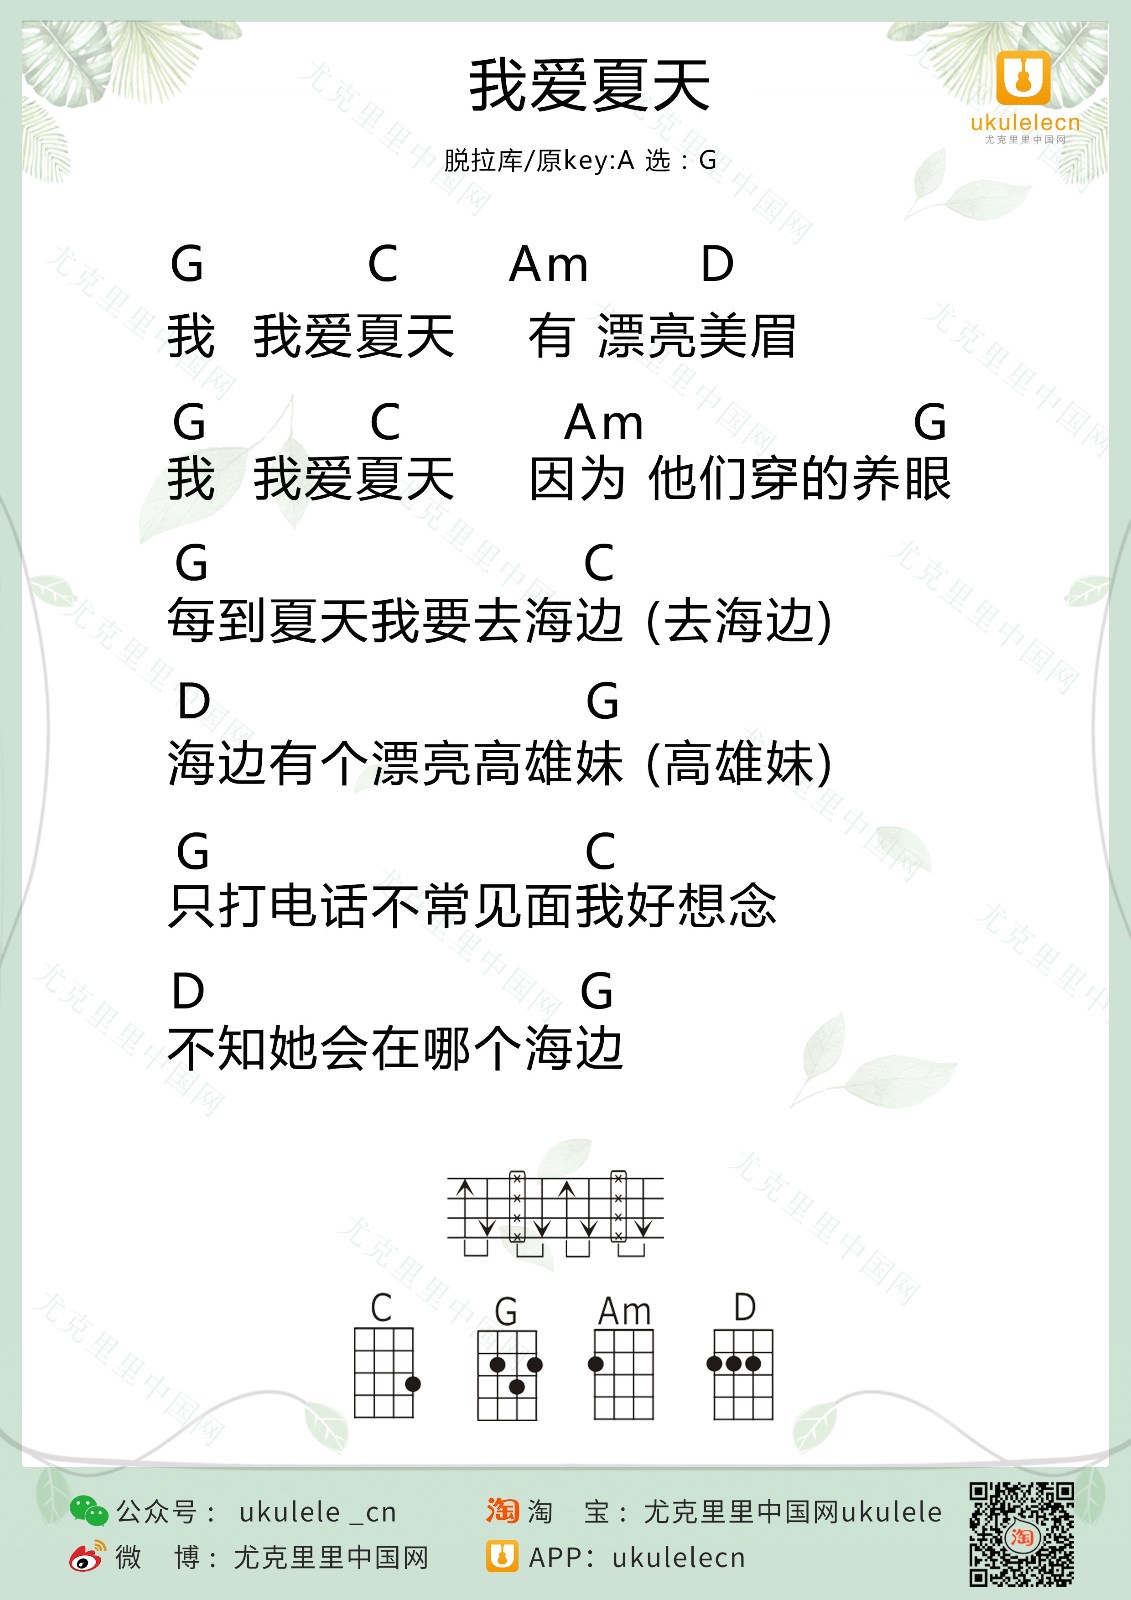 我爱夏天
脱拉库/原key:A 选：G
ukulelecn
尤克里里中国网
G C Am D
我 我爱夏天 有 漂亮美眉
G C Am G
我 我爱夏天 因为 他们穿的养眼
G C
每到夏天我要去海边 (去海边)
D G
海边有个漂亮高雄妹 (高雄妹)
G C
只打电话不常见面我好想念
D G
不知她会在哪个海边
C G Am D
公众号： ukulele _cn
淘 淘 宝：尤克里里中国网ukulele
微 博：尤克里里中国网
APP：ukulelecn
淘